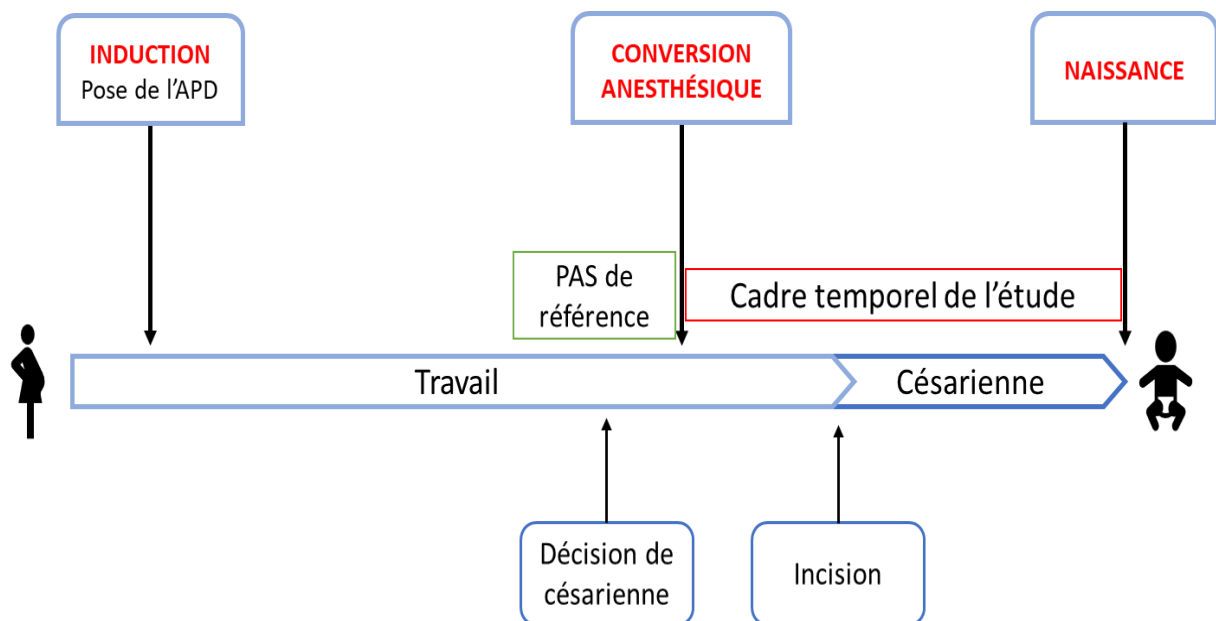 INDUCTION
Pose de l’APD
CONVERSION
ANESTHÉSIQUE
NAISSANCE
PAS de
référence
Cadre temporel de l’étude
Travail
Césarienne
Décision de
césarienne
Incision